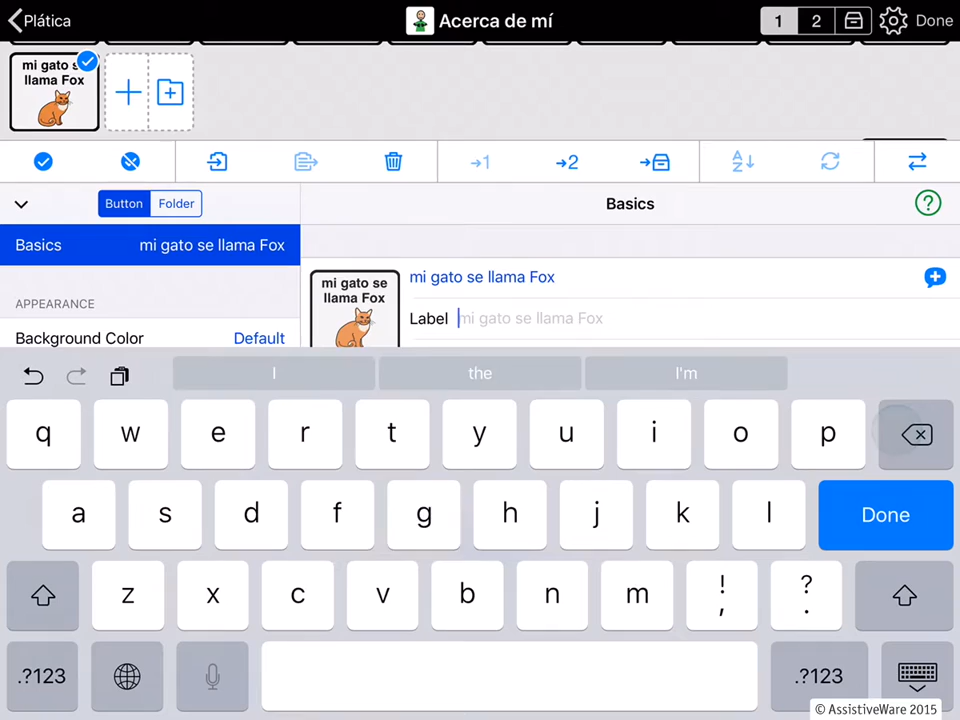 Plática
Acerca de mí
1 2 Done
mi gato se
llama Fox
→1 →2
A
Z
Button Folder
Basics
?
Basics mi gato se llama Fox
mi gato se
llama Fox
mi gato se llama Fox
Label mi gato se llama Fox
APPEARANCE
Background Color Default
I the I'm
q w e r t y u i o p
a s d f g h j k l Done
z x c v b n m ! , ? .
.?123 .?123
© AssistiveWare 2015